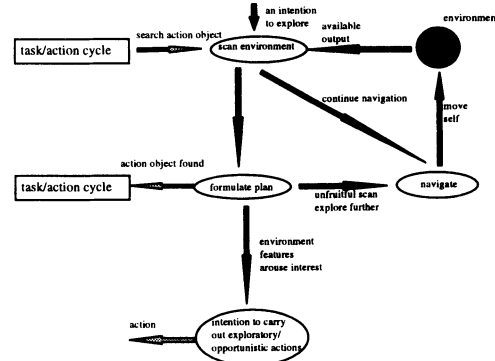 an intention
to explore
environment
available
output
search action object
task/action cycle
scan environment
continue navigation
move
self
action object found
task/action cycle
formulate plan
navigate
unfruitful scan
explore further
environment
features
arouse interest
action
intention to carry
out exploratory/
opportunistic actions